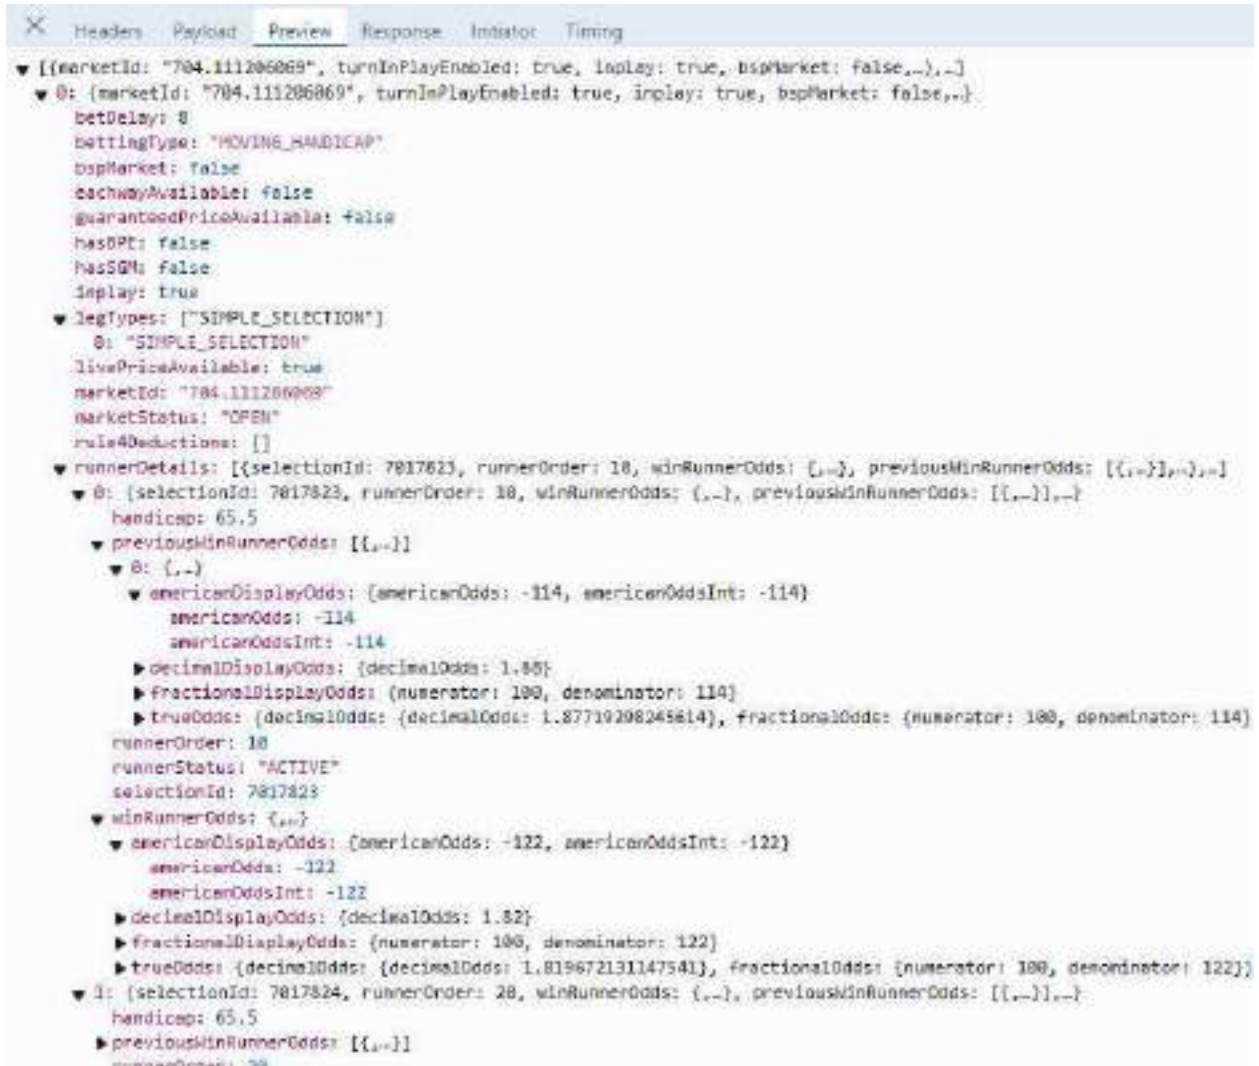 Headers Payload Preview Response Initiator Timing
[{marketId: "704.111206069", turnInPlayEnabled: true, inplay: true, bspMarket: false,…},…]
0: {marketId: "704.111206069", turnInPlayEnabled: true, inplay: true, bspMarket: false,…}
betDelay: 8
bettingType: "MOVING_HANDICAP"
bspMarket: false
eachwayAvailable: false
guaranteedPriceAvailable: false
hasBPE: false
hasSGM: false
inplay: true
legTypes: ["SIMPLE_SELECTION"]
0: "SIMPLE_SELECTION"
livePriceAvailable: true
marketId: "704.111206069"
marketStatus: "OPEN"
rule4Deductions: []
runnerDetails: [{selectionId: 7017823, runnerOrder: 10, winRunnerOdds: {,…}, previousWinRunnerOdds: [{,…}],…},…]
0: {selectionId: 7017823, runnerOrder: 10, winRunnerOdds: {,…}, previousWinRunnerOdds: [{,…}],…}
handicap: 65.5
previousWinRunnerOdds: [{,…}]
0: {,…}
americanDisplayOdds: {americanOdds: -114, americanOddsInt: -114}
americanOdds: -114
americanOddsInt: -114
decimalDisplayOdds: {decimalOdds: 1.88}
fractionalDisplayOdds: {numerator: 100, denominator: 114}
trueOdds: {decimalOdds: {decimalOdds: 1.87719298245614}, fractionalOdds: {numerator: 100, denominator: 114}
runnerOrder: 10
runnerStatus: "ACTIVE"
selectionId: 7017823
winRunnerOdds: {,…}
americanDisplayOdds: {americanOdds: -122, americanOddsInt: -122}
americanOdds: -122
americanOddsInt: -122
decimalDisplayOdds: {decimalOdds: 1.82}
fractionalDisplayOdds: {numerator: 100, denominator: 122}
trueOdds: {decimalOdds: {decimalOdds: 1.819672131147541}, fractionalOdds: {numerator: 100, denominator: 122}}
1: {selectionId: 7017824, runnerOrder: 20, winRunnerOdds: {,…}, previousWinRunnerOdds: [{,…}],…}
handicap: 65.5
previousWinRunnerOdds: [{,…}]